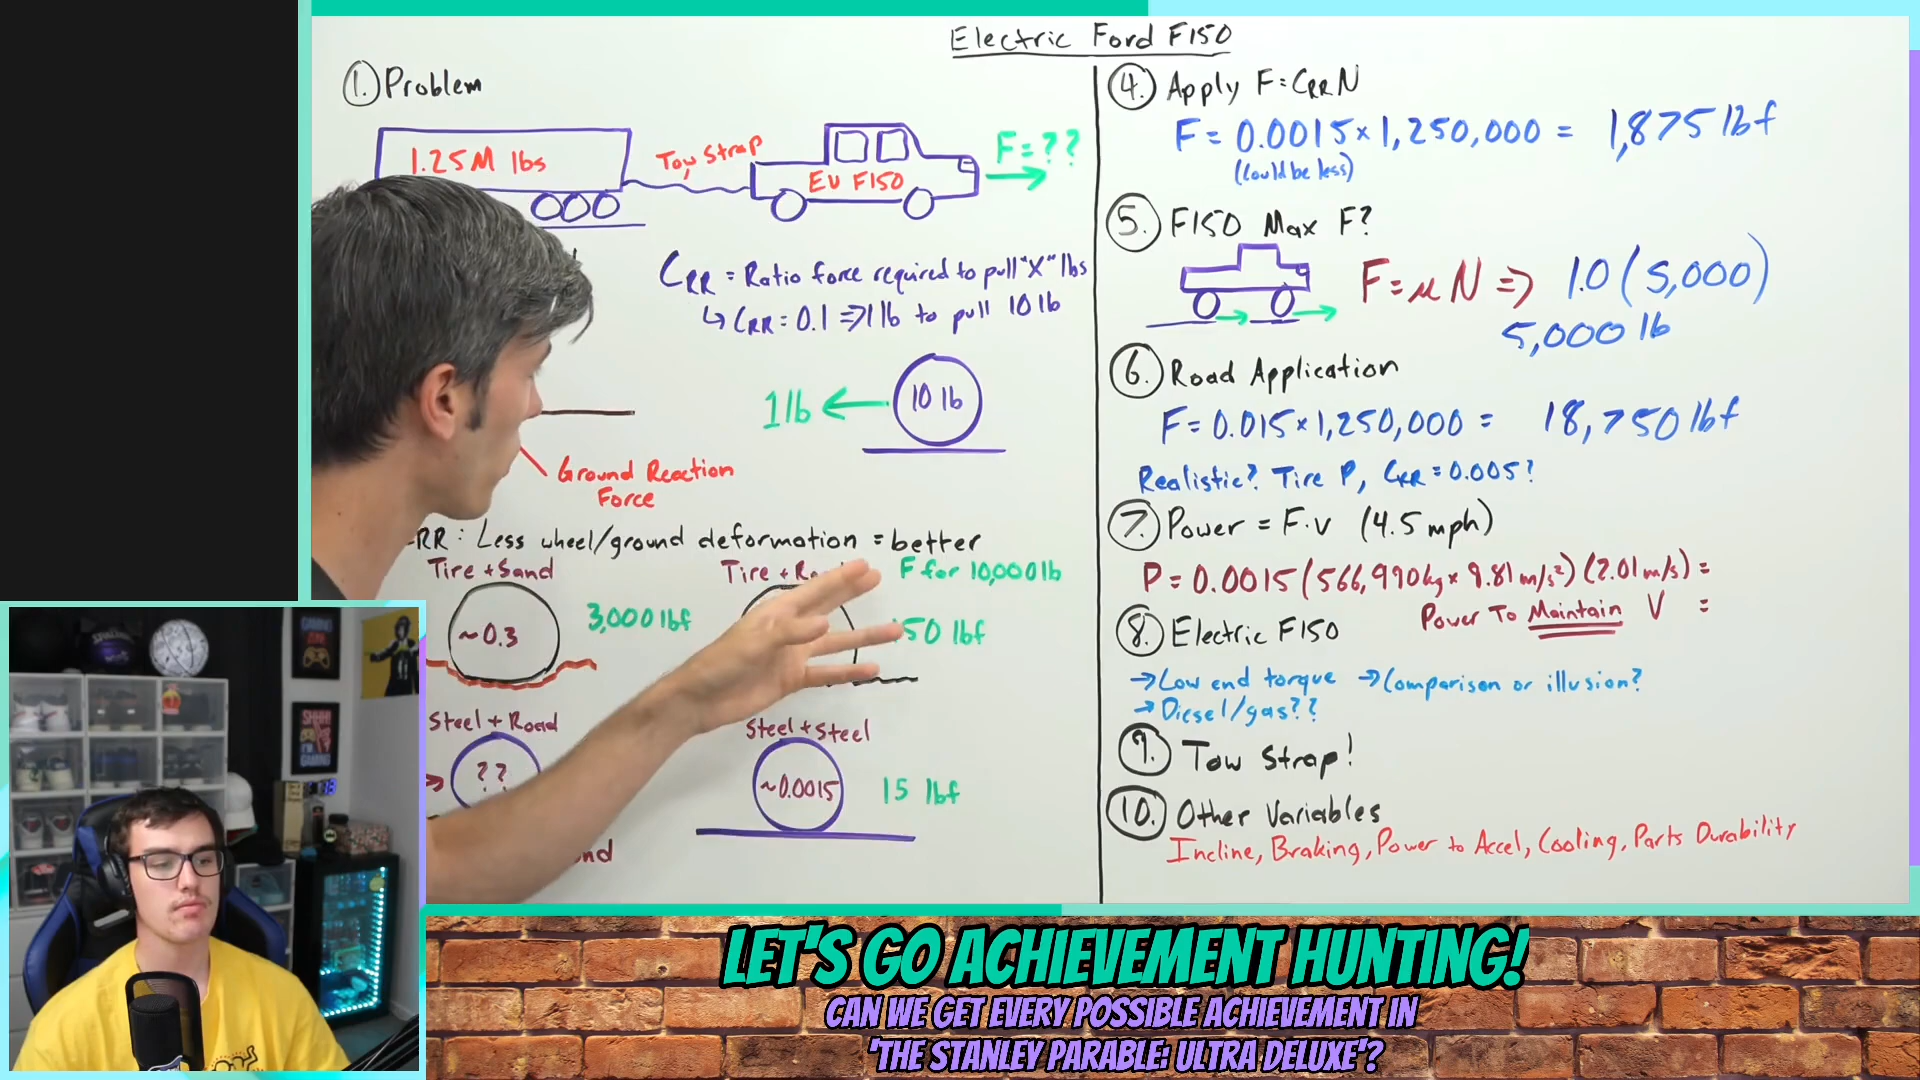 Electric Ford F150
1. Problem
1.25M lbs
Tow Strap
EV F150
F=??
CRR = Ratio force required to pull "X" lbs
↳ CRR = 0.1 => 1 lb to pull 10 lb
1 lb
10 lb
Ground Reaction
Force
RR: Less wheel/ground deformation = better
Tire + Sand
~0.3
3,000 lbf
F for 10,000 lb
50 lbf
Steel + Road
??
Steel + Steel
~0.0015
15 lbf
4. Apply F=CRRN
F = 0.0015 × 1,250,000 = 1,875 lbf
(could be less)
5. F150 Max F?
F=μN => 1.0 (5,000)
5,000 lb
6. Road Application
F = 0.015 × 1,250,000 = 18,750 lbf
Realistic? Tire P, CRR = 0.005?
7. Power = F·v (4.5 mph)
P = 0.0015 (566,990kg × 9.81 m/s²) (2.01 m/s) =
Power To Maintain V =
8. Electric F150
→ Low end torque → Comparison or illusion?
→ Diesel/gas??
9. Tow Strap!
10. Other Variables
Incline, Braking, Power to Accel, Cooling, Parts Durability
LET'S GO ACHIEVEMENT HUNTING!
CAN WE GET EVERY POSSIBLE ACHIEVEMENT IN
'THE STANLEY PARABLE: ULTRA DELUXE'?